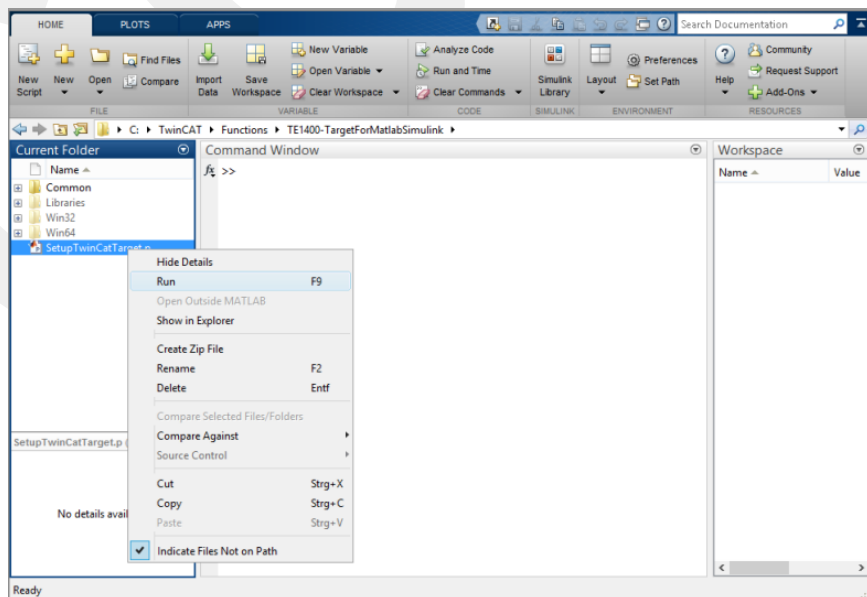 HOME PLOTS APPS Search Documentation
New Script New Open Find Files Compare Import Data Save Workspace New Variable Open Variable Clear Workspace Analyze Code Run and Time Clear Commands Simulink Library Layout Preferences Set Path Help Community Request Support Add-Ons
FILE VARIABLE CODE SIMULINK ENVIRONMENT RESOURCES
C: TwinCAT Functions TE1400-TargetForMatlabSimulink
Current Folder Command Window Workspace
Name fx >> Name Value
Common
Libraries
Win32
Win64
SetupTwinCatTarget.p
Hide Details
Run F9
Open Outside MATLAB
Show in Explorer
Create Zip File
Rename F2
Delete Entf
Compare Selected Files/Folders
Compare Against
SetupTwinCatTarget.p (
Source Control
Cut Strg+X
Copy Strg+C
No details avail
Paste Strg+V
Indicate Files Not on Path
Ready